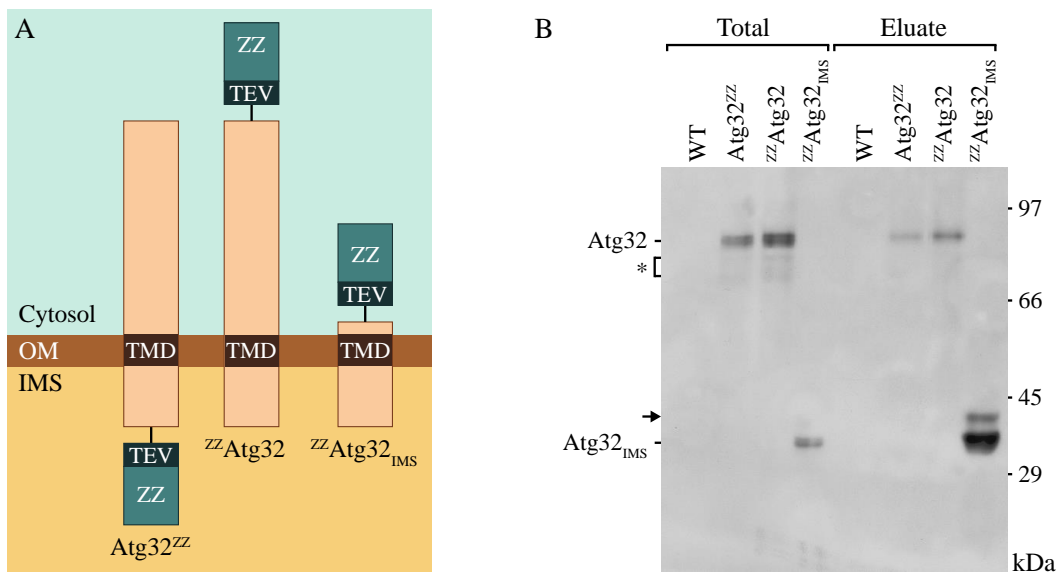 A
ZZ
TEV
ZZ
TEV
Cytosol
OM
TMD
TMD
TMD
IMS
TEV
ZZ
ᶻᶻAtg32
ᶻᶻAtg32IMS
Atg32ᶻᶻ
B
Total
Eluate
WT
Atg32ᶻᶻ
ᶻᶻAtg32
ᶻᶻAtg32IMS
WT
Atg32ᶻᶻ
ᶻᶻAtg32
ᶻᶻAtg32IMS
Atg32
*
Atg32IMS
97
66
45
29
kDa